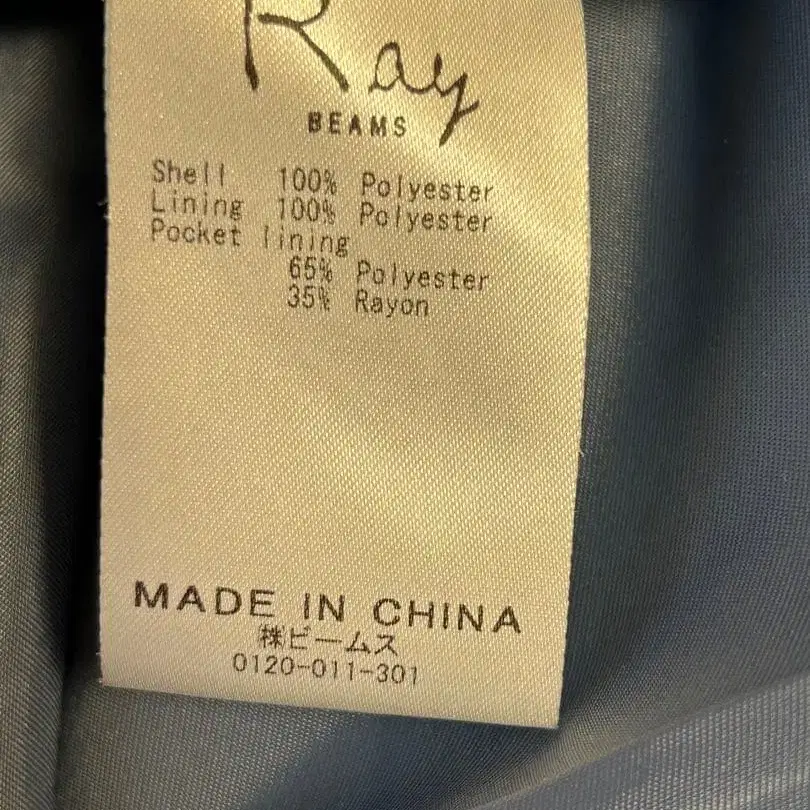 Ray
BEAMS
Shell 100% Polyester
Lining 100% Polyester
Pocket lining
65% Polyester
35% Rayon
MADE IN CHINA
㈱ビームス
0120-011-301